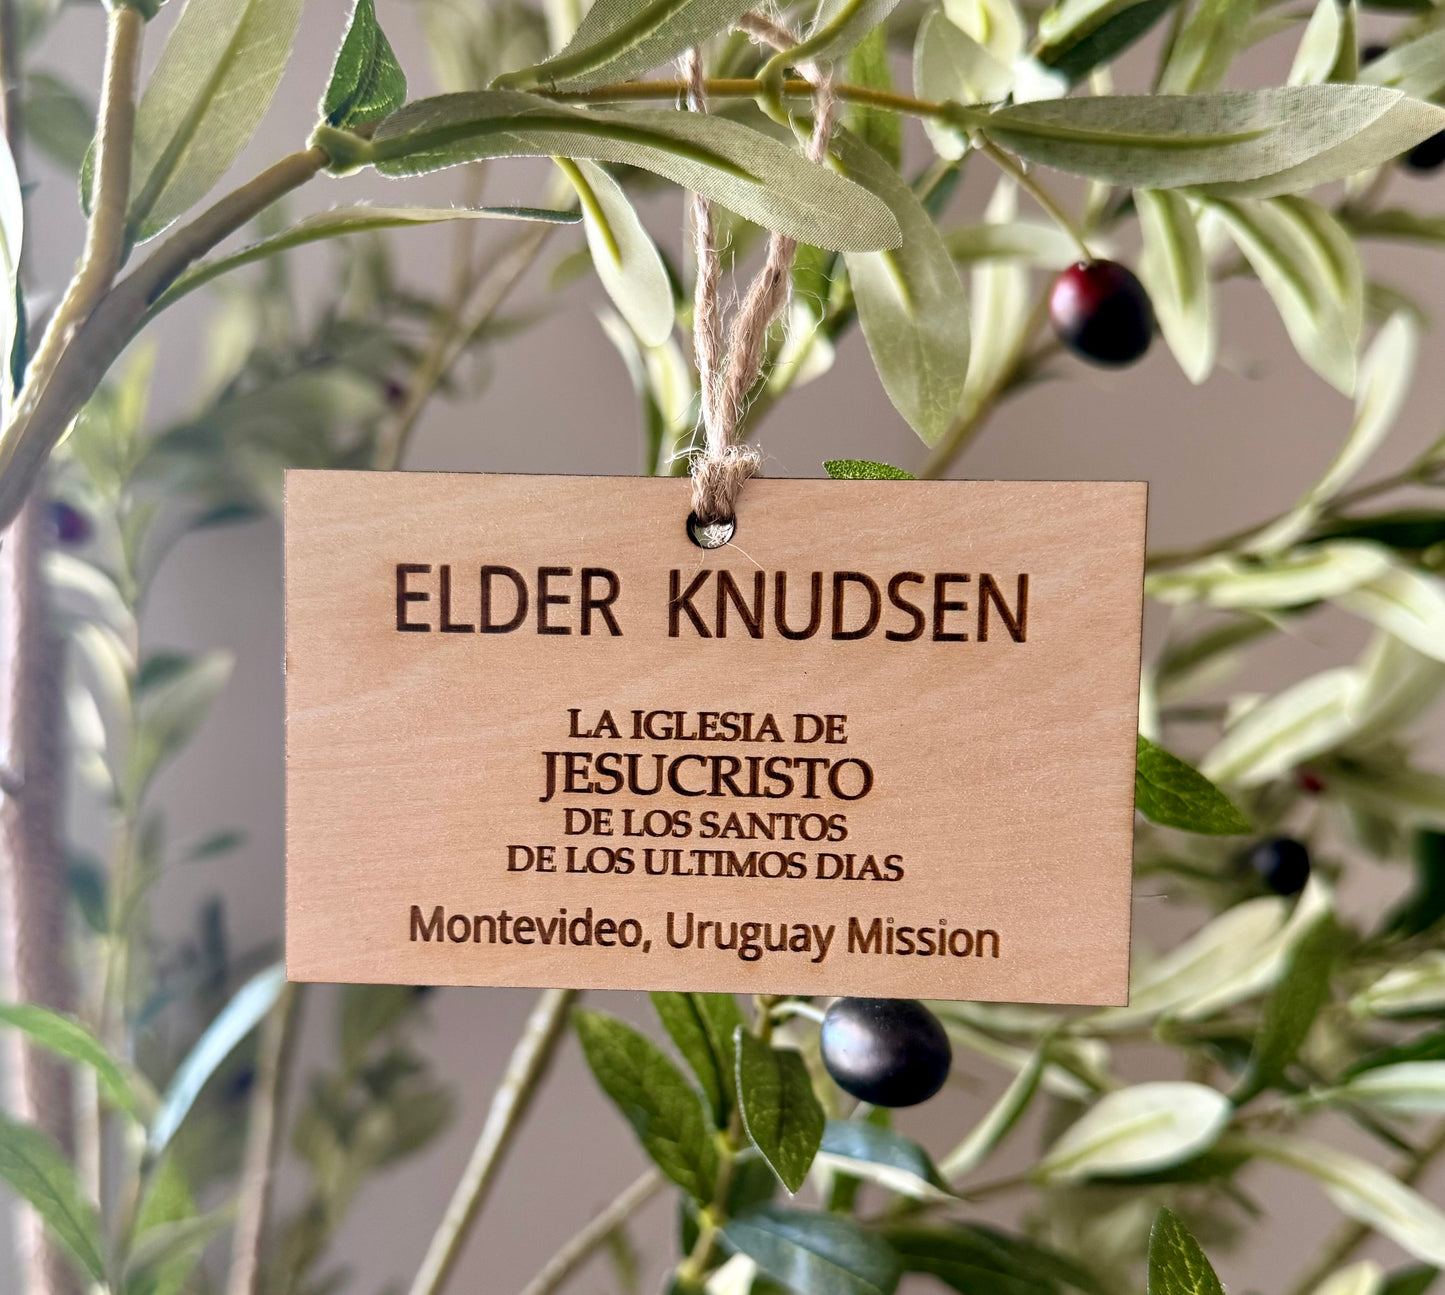 ELDER KNUDSEN
LA IGLESIA DE
JESUCRISTO
DE LOS SANTOS
DE LOS ULTIMOS DIAS
Montevideo, Uruguay Mission